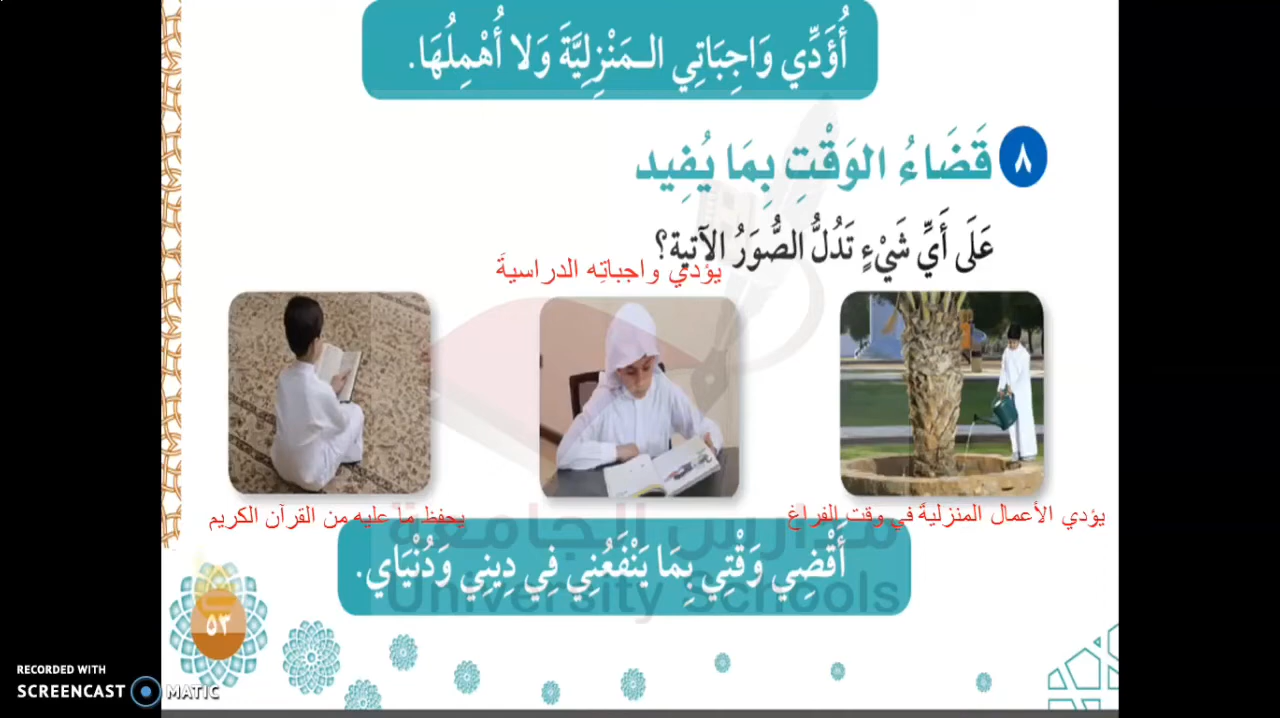 أُؤَدِّي وَاجِبَاتِي الـمَنْزِلِيَّةَ وَلا أُهْمِلُهَا.
٨ قَضَاءُ الوَقْتِ بِمَا يُفِيد
عَلَى أَيِّ شَيْءٍ تَدُلُّ الصُّوَرُ الآتِيَة؟
يؤدي واجباتِه الدراسيةَ
يؤدي الأعمال المنزليةَ في وقت الفراغ
يحفظ ما عليه من القرآن الكريم
مدارس الجامعة
أَقْضِي وَقْتِي بِمَا يَنْفَعُنِي فِي دِينِي وَدُنْيَاي.
University Schools
٥٣
RECORDED WITH
SCREENCAST MATIC